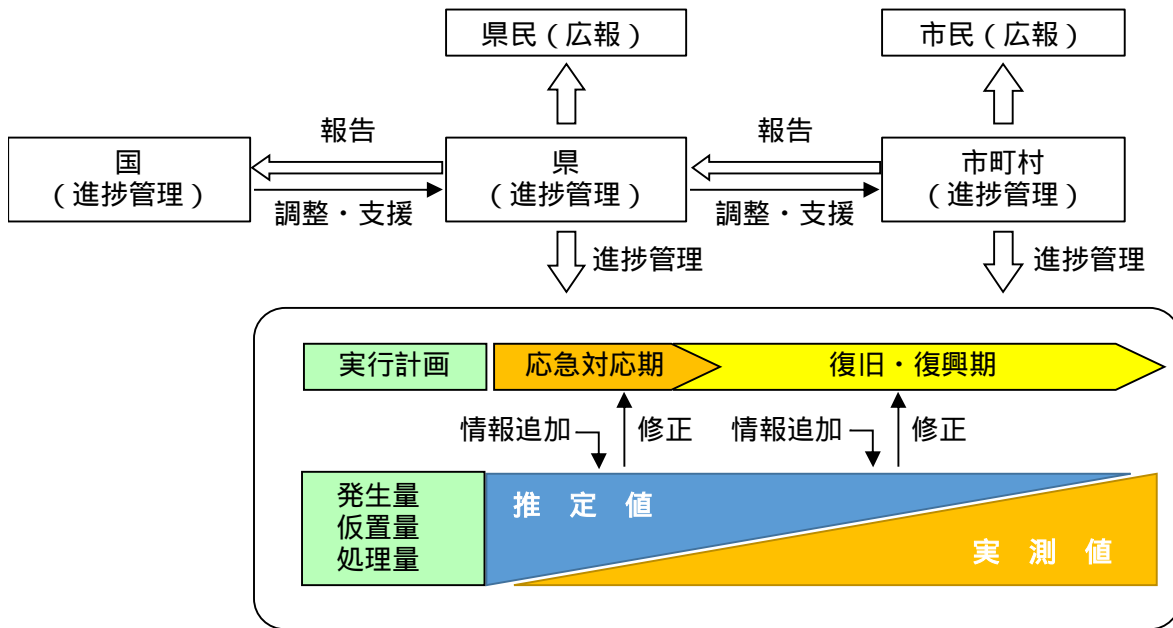 県民（広報）
市民（広報）
報告
報告
国
（進捗管理）
県
（進捗管理）
市町村
（進捗管理）
調整・支援
調整・支援
進捗管理
進捗管理
実行計画
応急対応期
復旧・復興期
情報追加
修正
情報追加
修正
発生量
仮置量
処理量
推 定 値
実 測 値